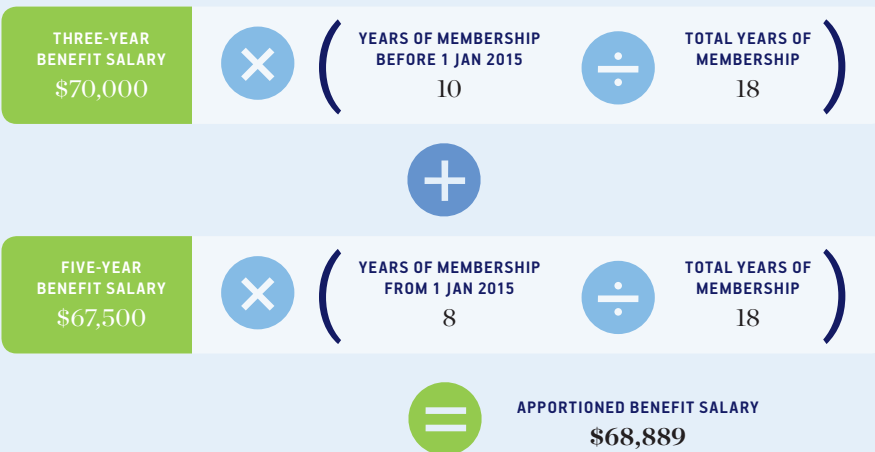 THREE-YEAR
BENEFIT SALARY
$70,000
×
(
YEARS OF MEMBERSHIP
BEFORE 1 JAN 2015
10
÷
TOTAL YEARS OF
MEMBERSHIP
18
)
+
FIVE-YEAR
BENEFIT SALARY
$67,500
×
(
YEARS OF MEMBERSHIP
FROM 1 JAN 2015
8
÷
TOTAL YEARS OF
MEMBERSHIP
18
)
=
APPORTIONED BENEFIT SALARY
$68,889